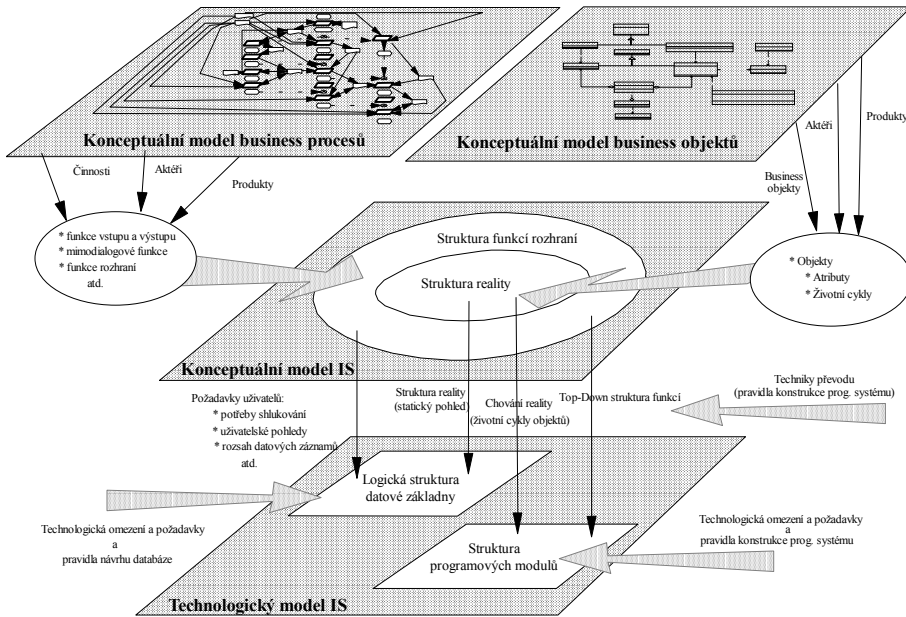 Konceptuální model business procesů
Konceptuální model business objektů
Činnosti
Aktéři
Produkty
Aktéři
Produkty
Business
objekty
* funkce vstupu a výstupu
* mimodialogové funkce
* funkce rozhraní
atd.
Struktura funkcí rozhraní
Struktura reality
* Objekty
* Atributy
* Životní cykly
Konceptuální model IS
Požadavky uživatelů:
* potřeby shlukování
* uživatelské pohledy
* rozsah datových záznamů
atd.
Struktura reality
(statický pohled)
Chování reality
(životní cykly objektů)
Top-Down struktura funkcí
Techniky převodu
(pravidla konstrukce prog. systému)
Logická struktura
datové základny
Technologická omezení a požadavky
a
pravidla návrhu databáze
Struktura
programových modulů
Technologická omezení a požadavky
a
pravidla konstrukce prog. systému
Technologický model IS